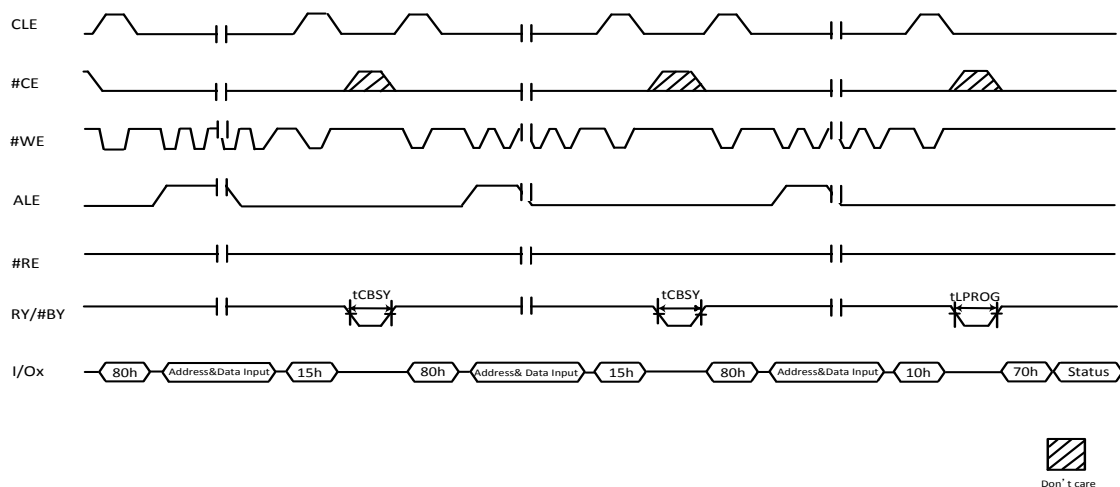 CLE
#CE
#WE
ALE
#RE
tCBSY tCBSY tLPROG
RY/#BY
I/Ox 80h Address&Data Input 15h 80h Address& Data Input 15h 80h Address&Data Input 10h 70h Status
Don't care